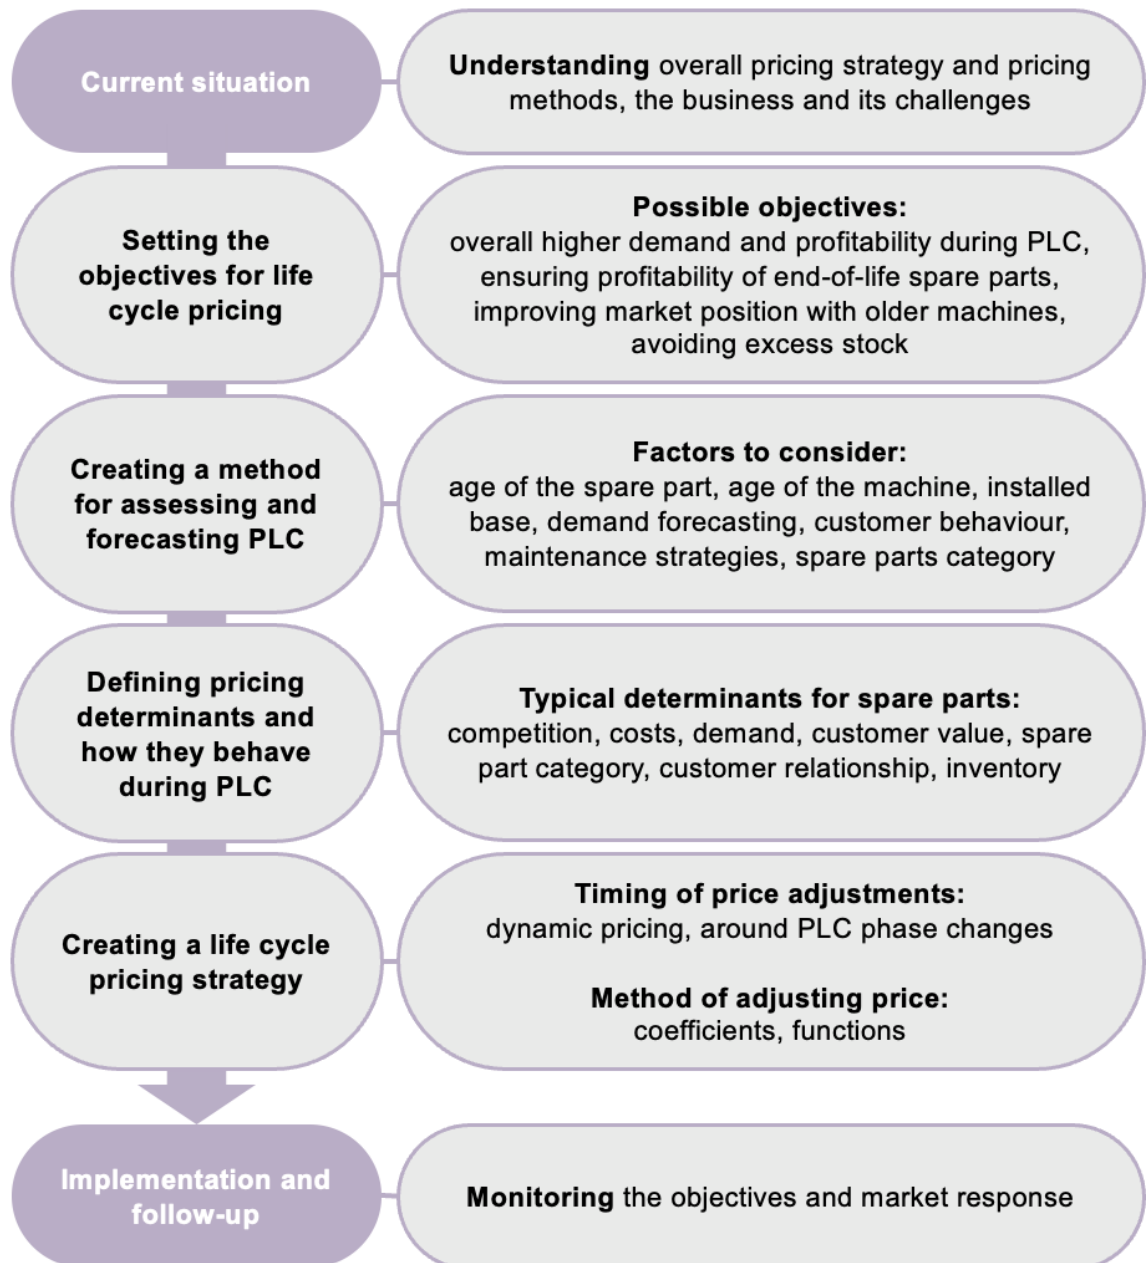 Current situation
Understanding overall pricing strategy and pricing
methods, the business and its challenges
Setting the
objectives for life
cycle pricing
Possible objectives:
overall higher demand and profitability during PLC,
ensuring profitability of end-of-life spare parts,
improving market position with older machines,
avoiding excess stock
Creating a method
for assessing and
forecasting PLC
Factors to consider:
age of the spare part, age of the machine, installed
base, demand forecasting, customer behaviour,
maintenance strategies, spare parts category
Defining pricing
determinants and
how they behave
during PLC
Typical determinants for spare parts:
competition, costs, demand, customer value, spare
part category, customer relationship, inventory
Creating a life cycle
pricing strategy
Timing of price adjustments:
dynamic pricing, around PLC phase changes
Method of adjusting price:
coefficients, functions
Implementation and
follow-up
Monitoring the objectives and market response